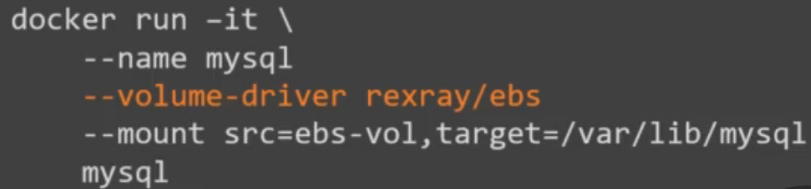 docker run –it \
--name mysql
--volume-driver rexray/ebs
--mount src=ebs-vol,target=/var/lib/mysql
mysql